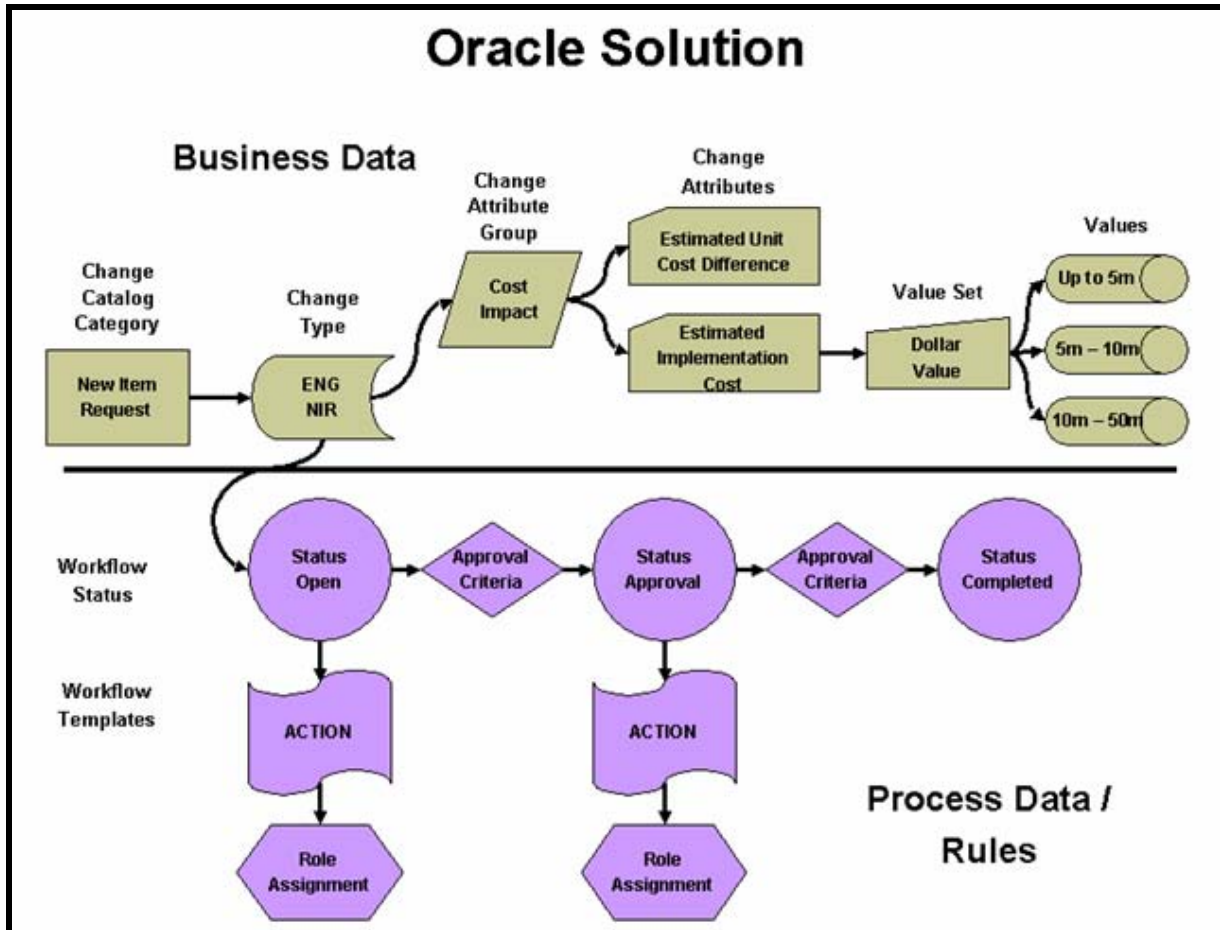 Oracle Solution
Business Data
Change
Catalog
Category
New Item
Request
Change
Type
ENG
NIR
Change
Attribute
Group
Cost
Impact
Change
Attributes
Estimated Unit
Cost Difference
Estimated
Implementation
Cost
Value Set
Dollar
Value
Values
Up to 5m
5m – 10m
10m – 50m
Workflow
Status
Status
Open
Approval
Criteria
Status
Approval
Approval
Criteria
Status
Completed
Workflow
Templates
ACTION
ACTION
Role
Assignment
Role
Assignment
Process Data /
Rules